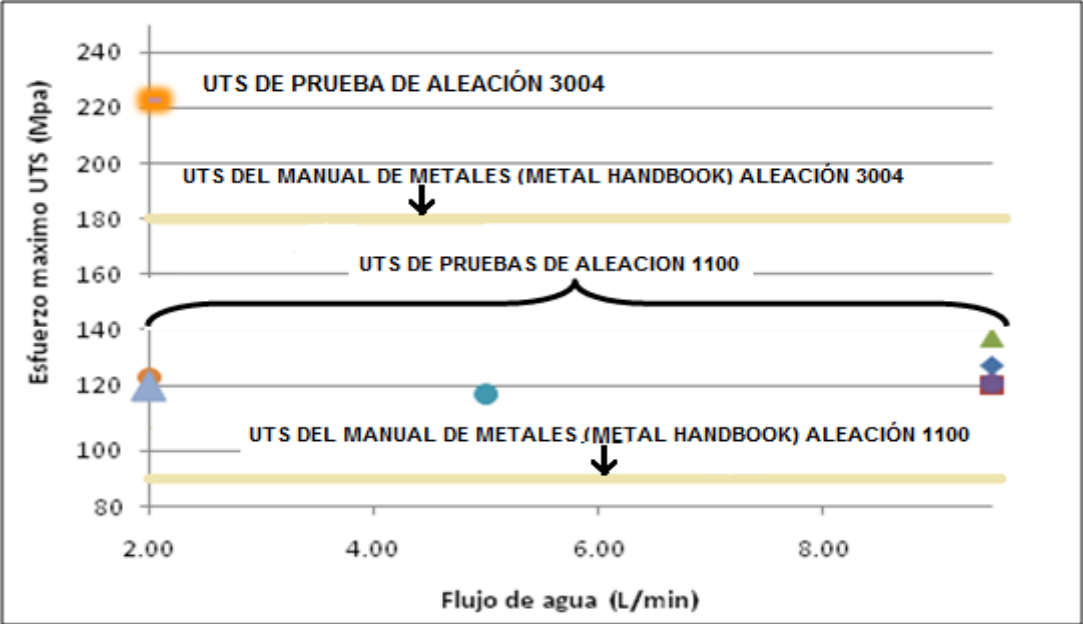 Esfuerzo maximo UTS (Mpa)
240
220
200
180
160
140
120
100
80
UTS DE PRUEBA DE ALEACIÓN 3004
UTS DEL MANUAL DE METALES (METAL HANDBOOK) ALEACIÓN 3004
UTS DE PRUEBAS DE ALEACION 1100
UTS DEL MANUAL DE METALES (METAL HANDBOOK) ALEACIÓN 1100
2.00 4.00 6.00 8.00
Flujo de agua (L/min)